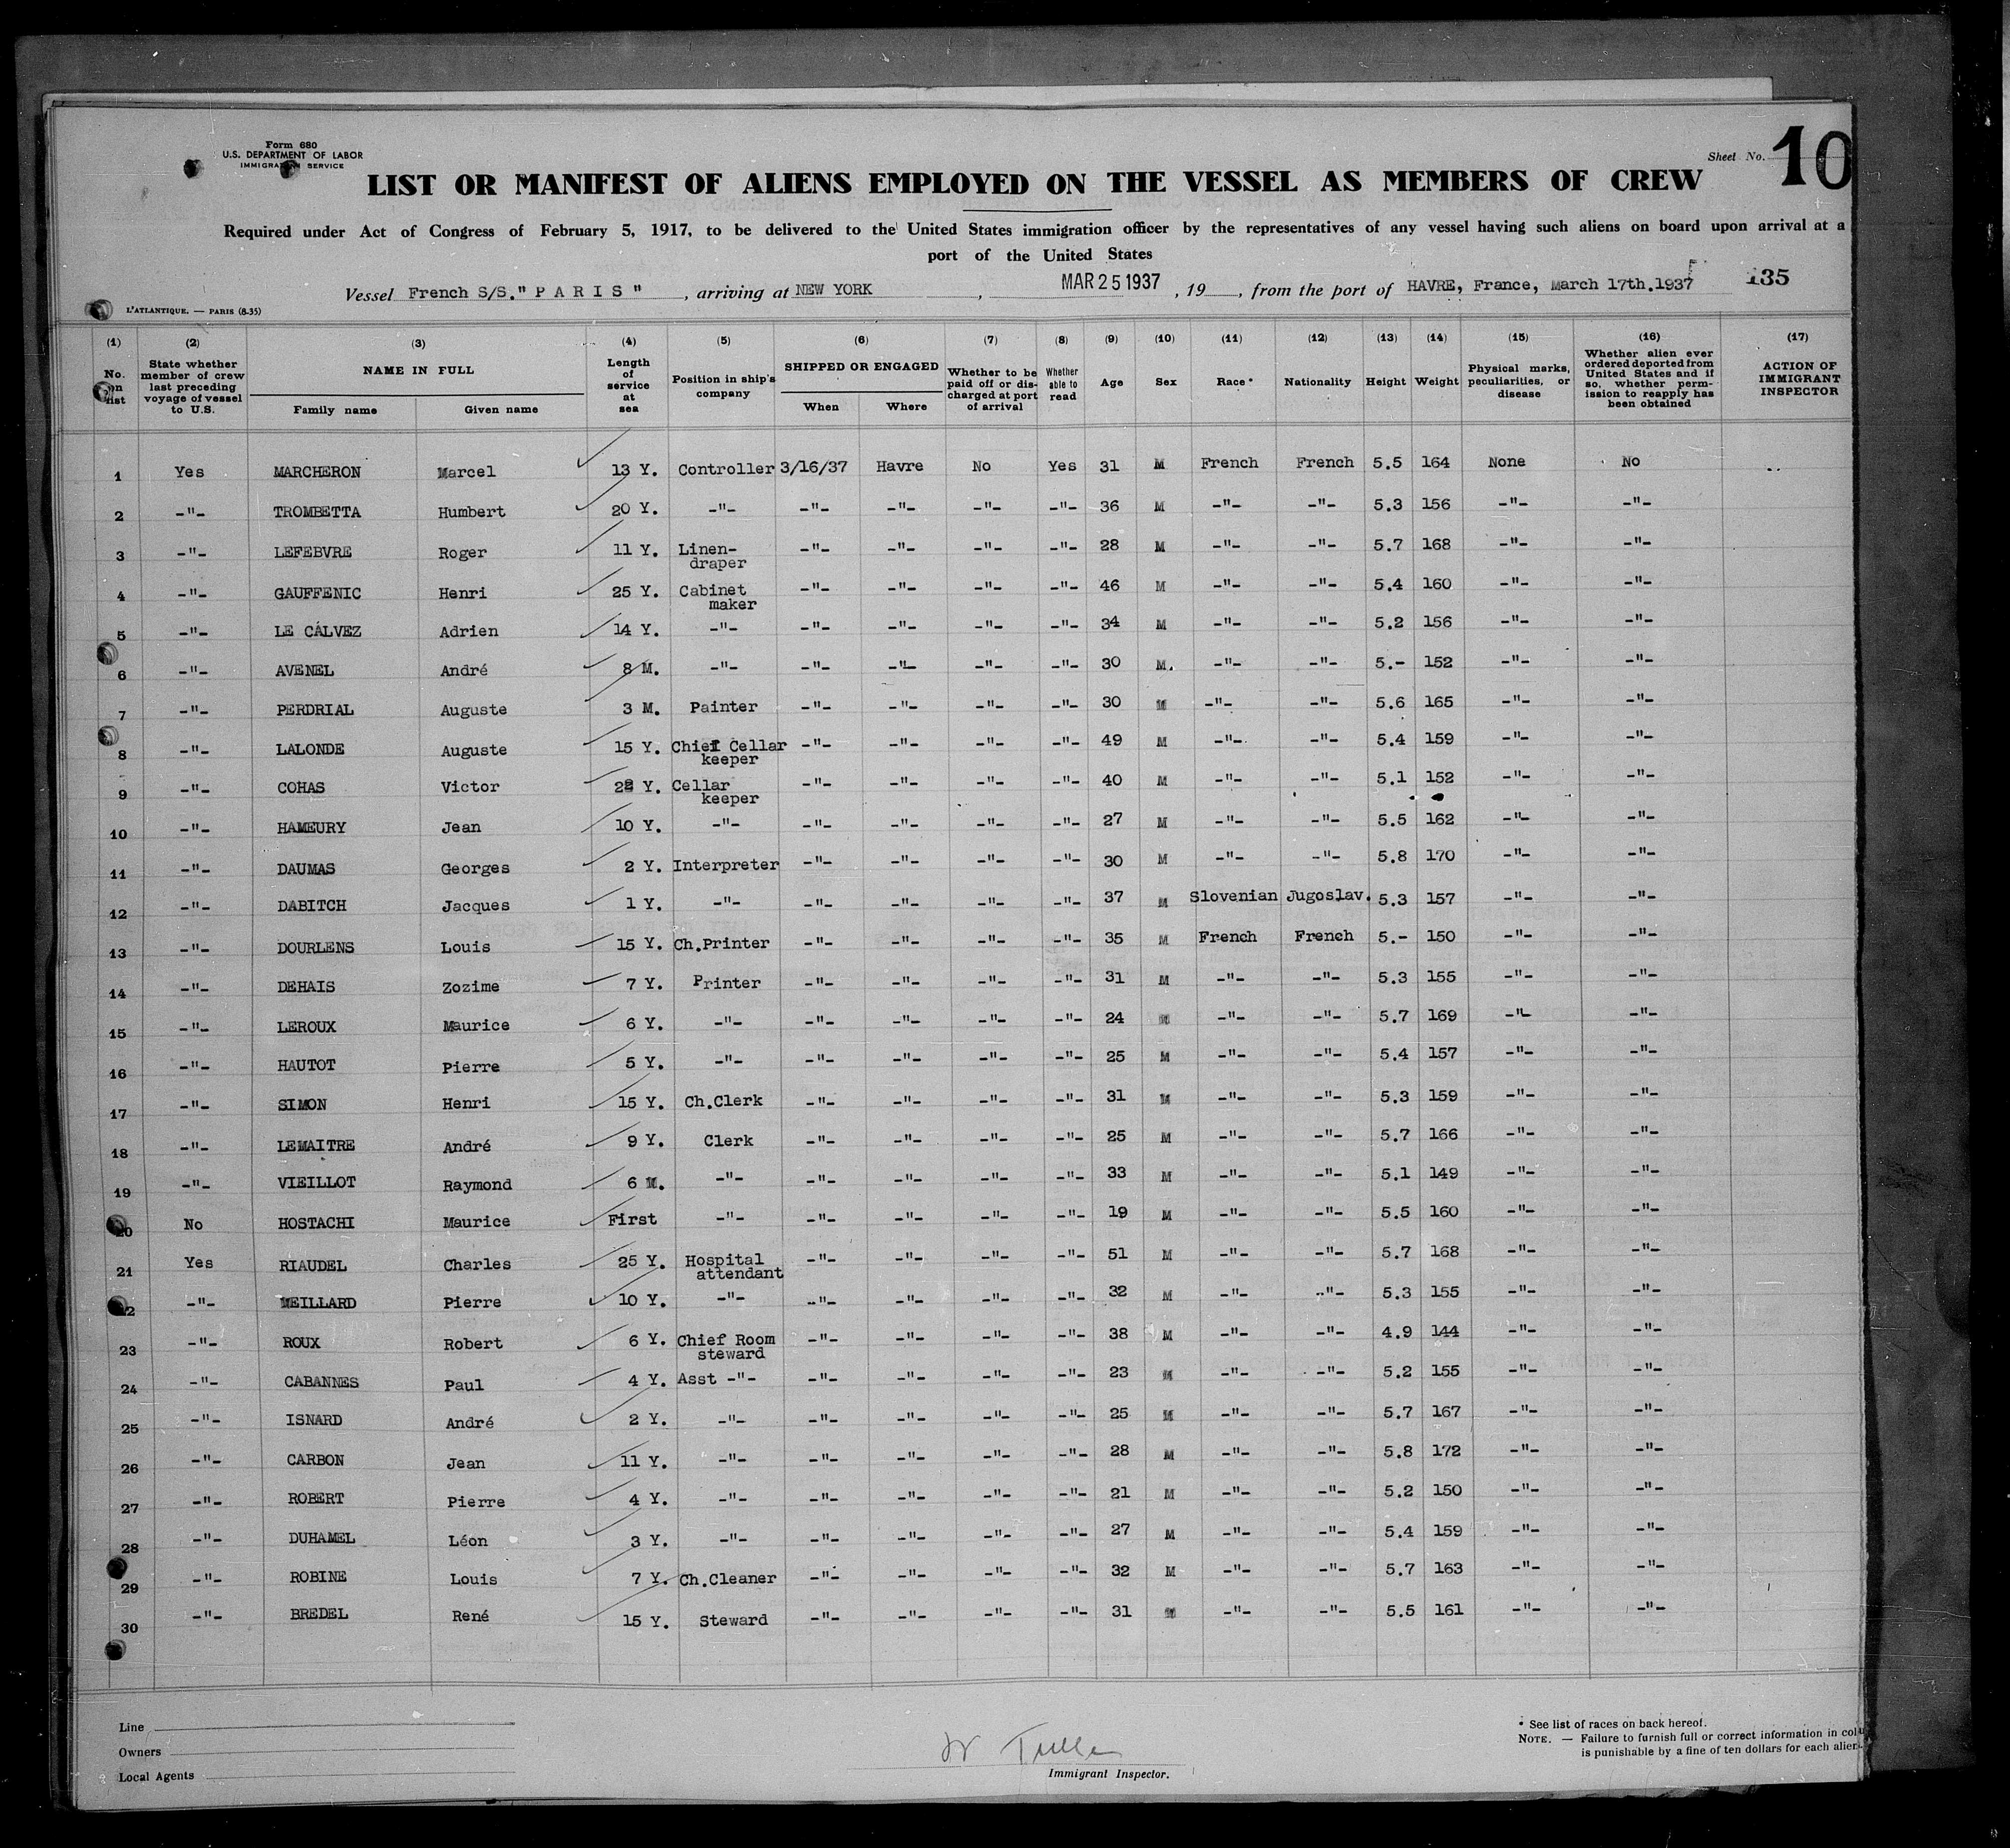 Form 680
U.S. DEPARTMENT OF LABOR
IMMIGRATION SERVICE
Sheet No. 10
LIST OR MANIFEST OF ALIENS EMPLOYED ON THE VESSEL AS MEMBERS OF CREW
Required under Act of Congress of February 5, 1917, to be delivered to the United States immigration officer by the representatives of any vessel having such aliens on board upon arrival at a
port of the United States
Vessel French S/S."PARIS", arriving at NEW YORK, MAR 25 1937, 19, from the port of HAVRE, France, March 17th.1937 135
L'ATLANTIQUE. — PARIS (8-35)
(1) (2) (3) (4) (5) (6) (7) (8) (9) (10) (11) (12) (13) (14) (15) (16) (17)
No. on list | State whether member of crew last preceding voyage of vessel to U.S. | NAME IN FULL Family name Given name | Length of service at sea | Position in ship's company | SHIPPED OR ENGAGED When Where | Whether to be paid off or discharged at port of arrival | Whether able to read | Age | Sex | Race* | Nationality | Height | Weight | Physical marks, peculiarities, or disease | Whether alien ever ordered deported from United States and if so, whether permission to reapply has been obtained | ACTION OF IMMIGRANT INSPECTOR
1 Yes MARCHERON Marcel 13 Y. Controller 3/16/37 Havre No Yes 31 M French French 5.5 164 None No
2 -"- TROMBETTA Humbert 20 Y. -"- -"- -"- -"- -"- 36 M -"- -"- 5.3 156 -"- -"-
3 -"- LEFEBVRE Roger 11 Y. Linen-draper -"- -"- -"- -"- 28 M -"- -"- 5.7 168 -"- -"-
4 -"- GAUFFENIC Henri 25 Y. Cabinet maker -"- -"- -"- -"- 46 M -"- -"- 5.4 160 -"- -"-
5 -"- LE CÁLVEZ Adrien 14 Y. -"- -"- -"- -"- -"- 34 M -"- -"- 5.2 156 -"- -"-
6 -"- AVENEL André 8 M. -"- -"- -"- -"- -"- 30 M. -"- -"- 5.- 152 -"- -"-
7 -"- PERDRIAL Auguste 3 M. Painter -"- -"- -"- -"- 30 M -"- -"- 5.6 165 -"- -"-
8 -"- LALONDE Auguste 15 Y. Chief Cellar keeper -"- -"- -"- -"- 49 M -"- -"- 5.4 159 -"- -"-
9 -"- COHAS Victor 22 Y. Cellar keeper -"- -"- -"- -"- 40 M -"- -"- 5.1 152 -"- -"-
10 -"- HAMEURY Jean 10 Y. -"- -"- -"- -"- -"- 27 M -"- -"- 5.5 162 -"- -"-
11 -"- DAUMAS Georges 2 Y. Interpreter -"- -"- -"- -"- 30 M -"- -"- 5.8 170 -"- -"-
12 -"- DABITCH Jacques 1 Y. -"- -"- -"- -"- -"- 37 M Slovenian Jugoslav. 5.3 157 -"- -"-
13 -"- DOURLENS Louis 15 Y. Ch.Printer -"- -"- -"- -"- 35 M French French 5.- 150 -"- -"-
14 -"- DEHAIS Zozime 7 Y. Printer -"- -"- -"- -"- 31 M -"- -"- 5.3 155 -"- -"-
15 -"- LEROUX Maurice 6 Y. -"- -"- -"- -"- -"- 24 M -"- -"- 5.7 169 -"- -"-
16 -"- HAUTOT Pierre 5 Y. -"- -"- -"- -"- -"- 25 M -"- -"- 5.4 157 -"- -"-
17 -"- SIMON Henri 15 Y. Ch.Clerk -"- -"- -"- -"- 31 M -"- -"- 5.3 159 -"- -"-
18 -"- LEMAITRE André 9 Y. Clerk -"- -"- -"- -"- 25 M -"- -"- 5.7 166 -"- -"-
19 -"- VIEILLOT Raymond 6 M. -"- -"- -"- -"- -"- 33 M -"- -"- 5.1 149 -"- -"-
20 No HOSTACHI Maurice First -"- -"- -"- -"- -"- 19 M -"- -"- 5.5 160 -"- -"-
21 Yes RIAUDEL Charles 25 Y. Hospital attendant -"- -"- -"- -"- 51 M -"- -"- 5.7 168 -"- -"-
22 -"- MEILLARD Pierre 10 Y. -"- -"- -"- -"- -"- 32 M -"- -"- 5.3 155 -"- -"-
23 -"- ROUX Robert 6 Y. Chief Room steward -"- -"- -"- -"- 38 M -"- -"- 4.9 144 -"- -"-
24 -"- CABANNES Paul 4 Y. Asst -"- -"- -"- -"- -"- 23 M -"- -"- 5.2 155 -"- -"-
25 -"- ISNARD André 2 Y. -"- -"- -"- -"- -"- 25 M -"- -"- 5.7 167 -"- -"-
26 -"- CARBON Jean 11 Y. -"- -"- -"- -"- -"- 28 M -"- -"- 5.8 172 -"- -"-
27 -"- ROBERT Pierre 4 Y. -"- -"- -"- -"- -"- 21 M -"- -"- 5.2 150 -"- -"-
28 -"- DUHAMEL Léon 3 Y. -"- -"- -"- -"- -"- 27 M -"- -"- 5.4 159 -"- -"-
29 -"- ROBINE Louis 7 Y. Ch.Cleaner -"- -"- -"- -"- 32 M -"- -"- 5.7 163 -"- -"-
30 -"- BREDEL René 15 Y. Steward -"- -"- -"- -"- 31 M -"- -"- 5.5 161 -"- -"-
Line
Owners
Local Agents
Immigrant Inspector.
* See list of races on back hereof.
NOTE. — Failure to furnish full or correct information in
is punishable by a fine of ten dollars for each alien.